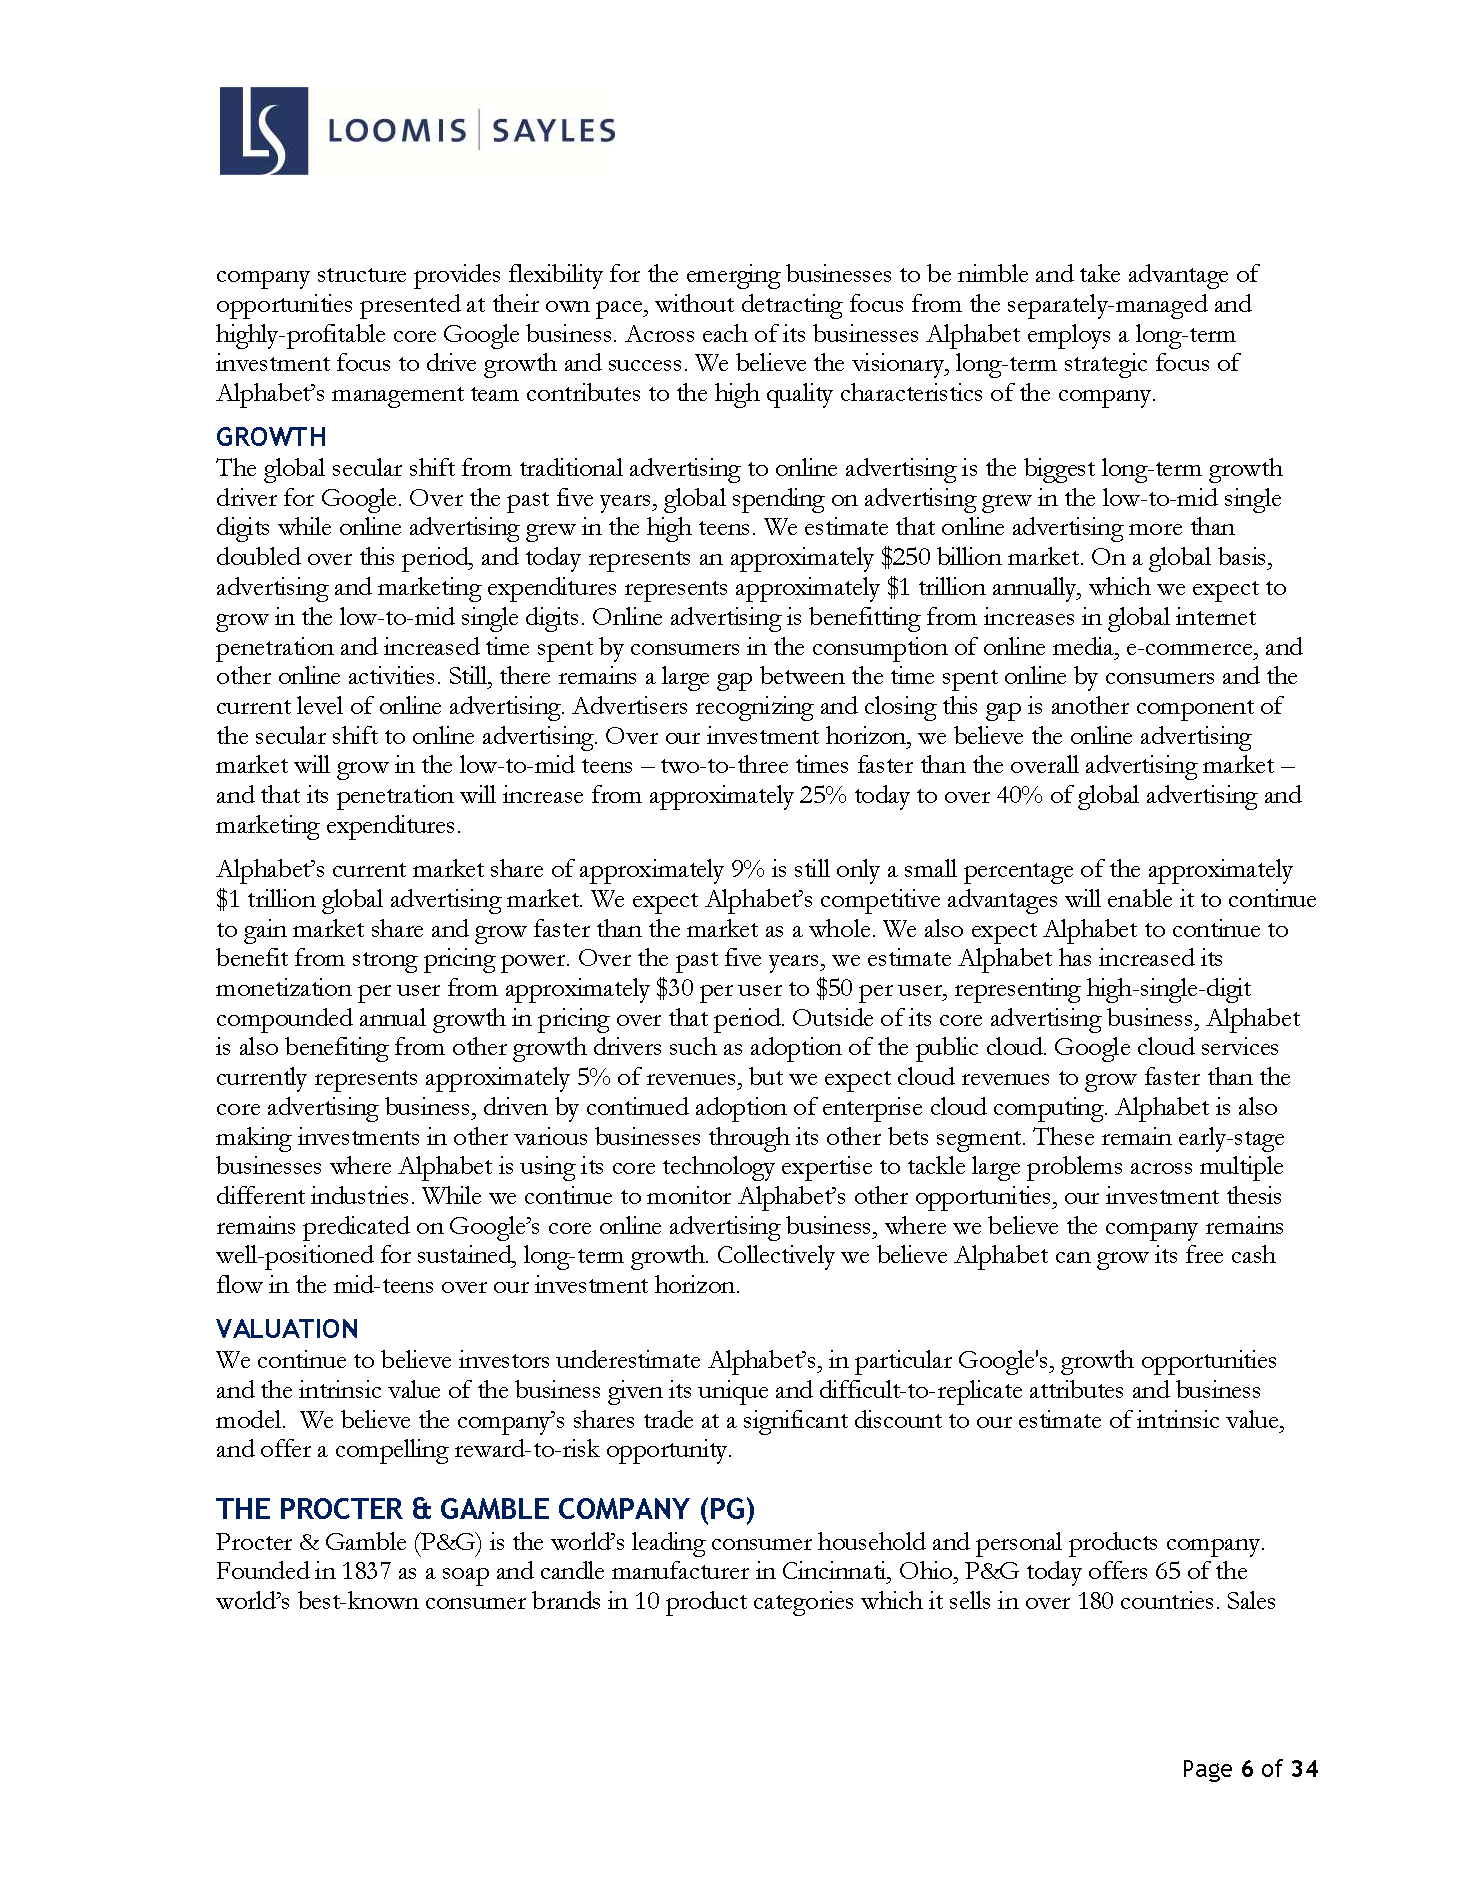 LS LOOMIS | SAYLES
company structure provides flexibility for the emerging businesses to be nimble and take advantage of
opportunities presented at their own pace, without detracting focus from the separately-managed and
highly-profitable core Google business. Across each of its businesses Alphabet employs a long-term
investment focus to drive growth and success. We believe the visionary, long-term strategic focus of
Alphabet’s management team contributes to the high quality characteristics of the company.
GROWTH
The global secular shift from traditional advertising to online advertising is the biggest long-term growth
driver for Google. Over the past five years, global spending on advertising grew in the low-to-mid single
digits while online advertising grew in the high teens. We estimate that online advertising more than
doubled over this period, and today represents an approximately $250 billion market. On a global basis,
advertising and marketing expenditures represents approximately $1 trillion annually, which we expect to
grow in the low-to-mid single digits. Online advertising is benefitting from increases in global internet
penetration and increased time spent by consumers in the consumption of online media, e-commerce, and
other online activities. Still, there remains a large gap between the time spent online by consumers and the
current level of online advertising. Advertisers recognizing and closing this gap is another component of
the secular shift to online advertising. Over our investment horizon, we believe the online advertising
market will grow in the low-to-mid teens – two-to-three times faster than the overall advertising market –
and that its penetration will increase from approximately 25% today to over 40% of global advertising and
marketing expenditures.
Alphabet’s current market share of approximately 9% is still only a small percentage of the approximately
$1 trillion global advertising market. We expect Alphabet’s competitive advantages will enable it to continue
to gain market share and grow faster than the market as a whole. We also expect Alphabet to continue to
benefit from strong pricing power. Over the past five years, we estimate Alphabet has increased its
monetization per user from approximately $30 per user to $50 per user, representing high-single-digit
compounded annual growth in pricing over that period. Outside of its core advertising business, Alphabet
is also benefiting from other growth drivers such as adoption of the public cloud. Google cloud services
currently represents approximately 5% of revenues, but we expect cloud revenues to grow faster than the
core advertising business, driven by continued adoption of enterprise cloud computing. Alphabet is also
making investments in other various businesses through its other bets segment. These remain early-stage
businesses where Alphabet is using its core technology expertise to tackle large problems across multiple
different industries. While we continue to monitor Alphabet’s other opportunities, our investment thesis
remains predicated on Google’s core online advertising business, where we believe the company remains
well-positioned for sustained, long-term growth. Collectively we believe Alphabet can grow its free cash
flow in the mid-teens over our investment horizon.
VALUATION
We continue to believe investors underestimate Alphabet’s, in particular Google's, growth opportunities
and the intrinsic value of the business given its unique and difficult-to-replicate attributes and business
model.  We believe the company’s shares trade at a significant discount to our estimate of intrinsic value,
and offer a compelling reward-to-risk opportunity.
THE PROCTER & GAMBLE COMPANY (PG)
Procter & Gamble (P&G) is the world’s leading consumer household and personal products company.
Founded in 1837 as a soap and candle manufacturer in Cincinnati, Ohio, P&G today offers 65 of the
world’s best-known consumer brands in 10 product categories which it sells in over 180 countries. Sales
Page 6 of 34